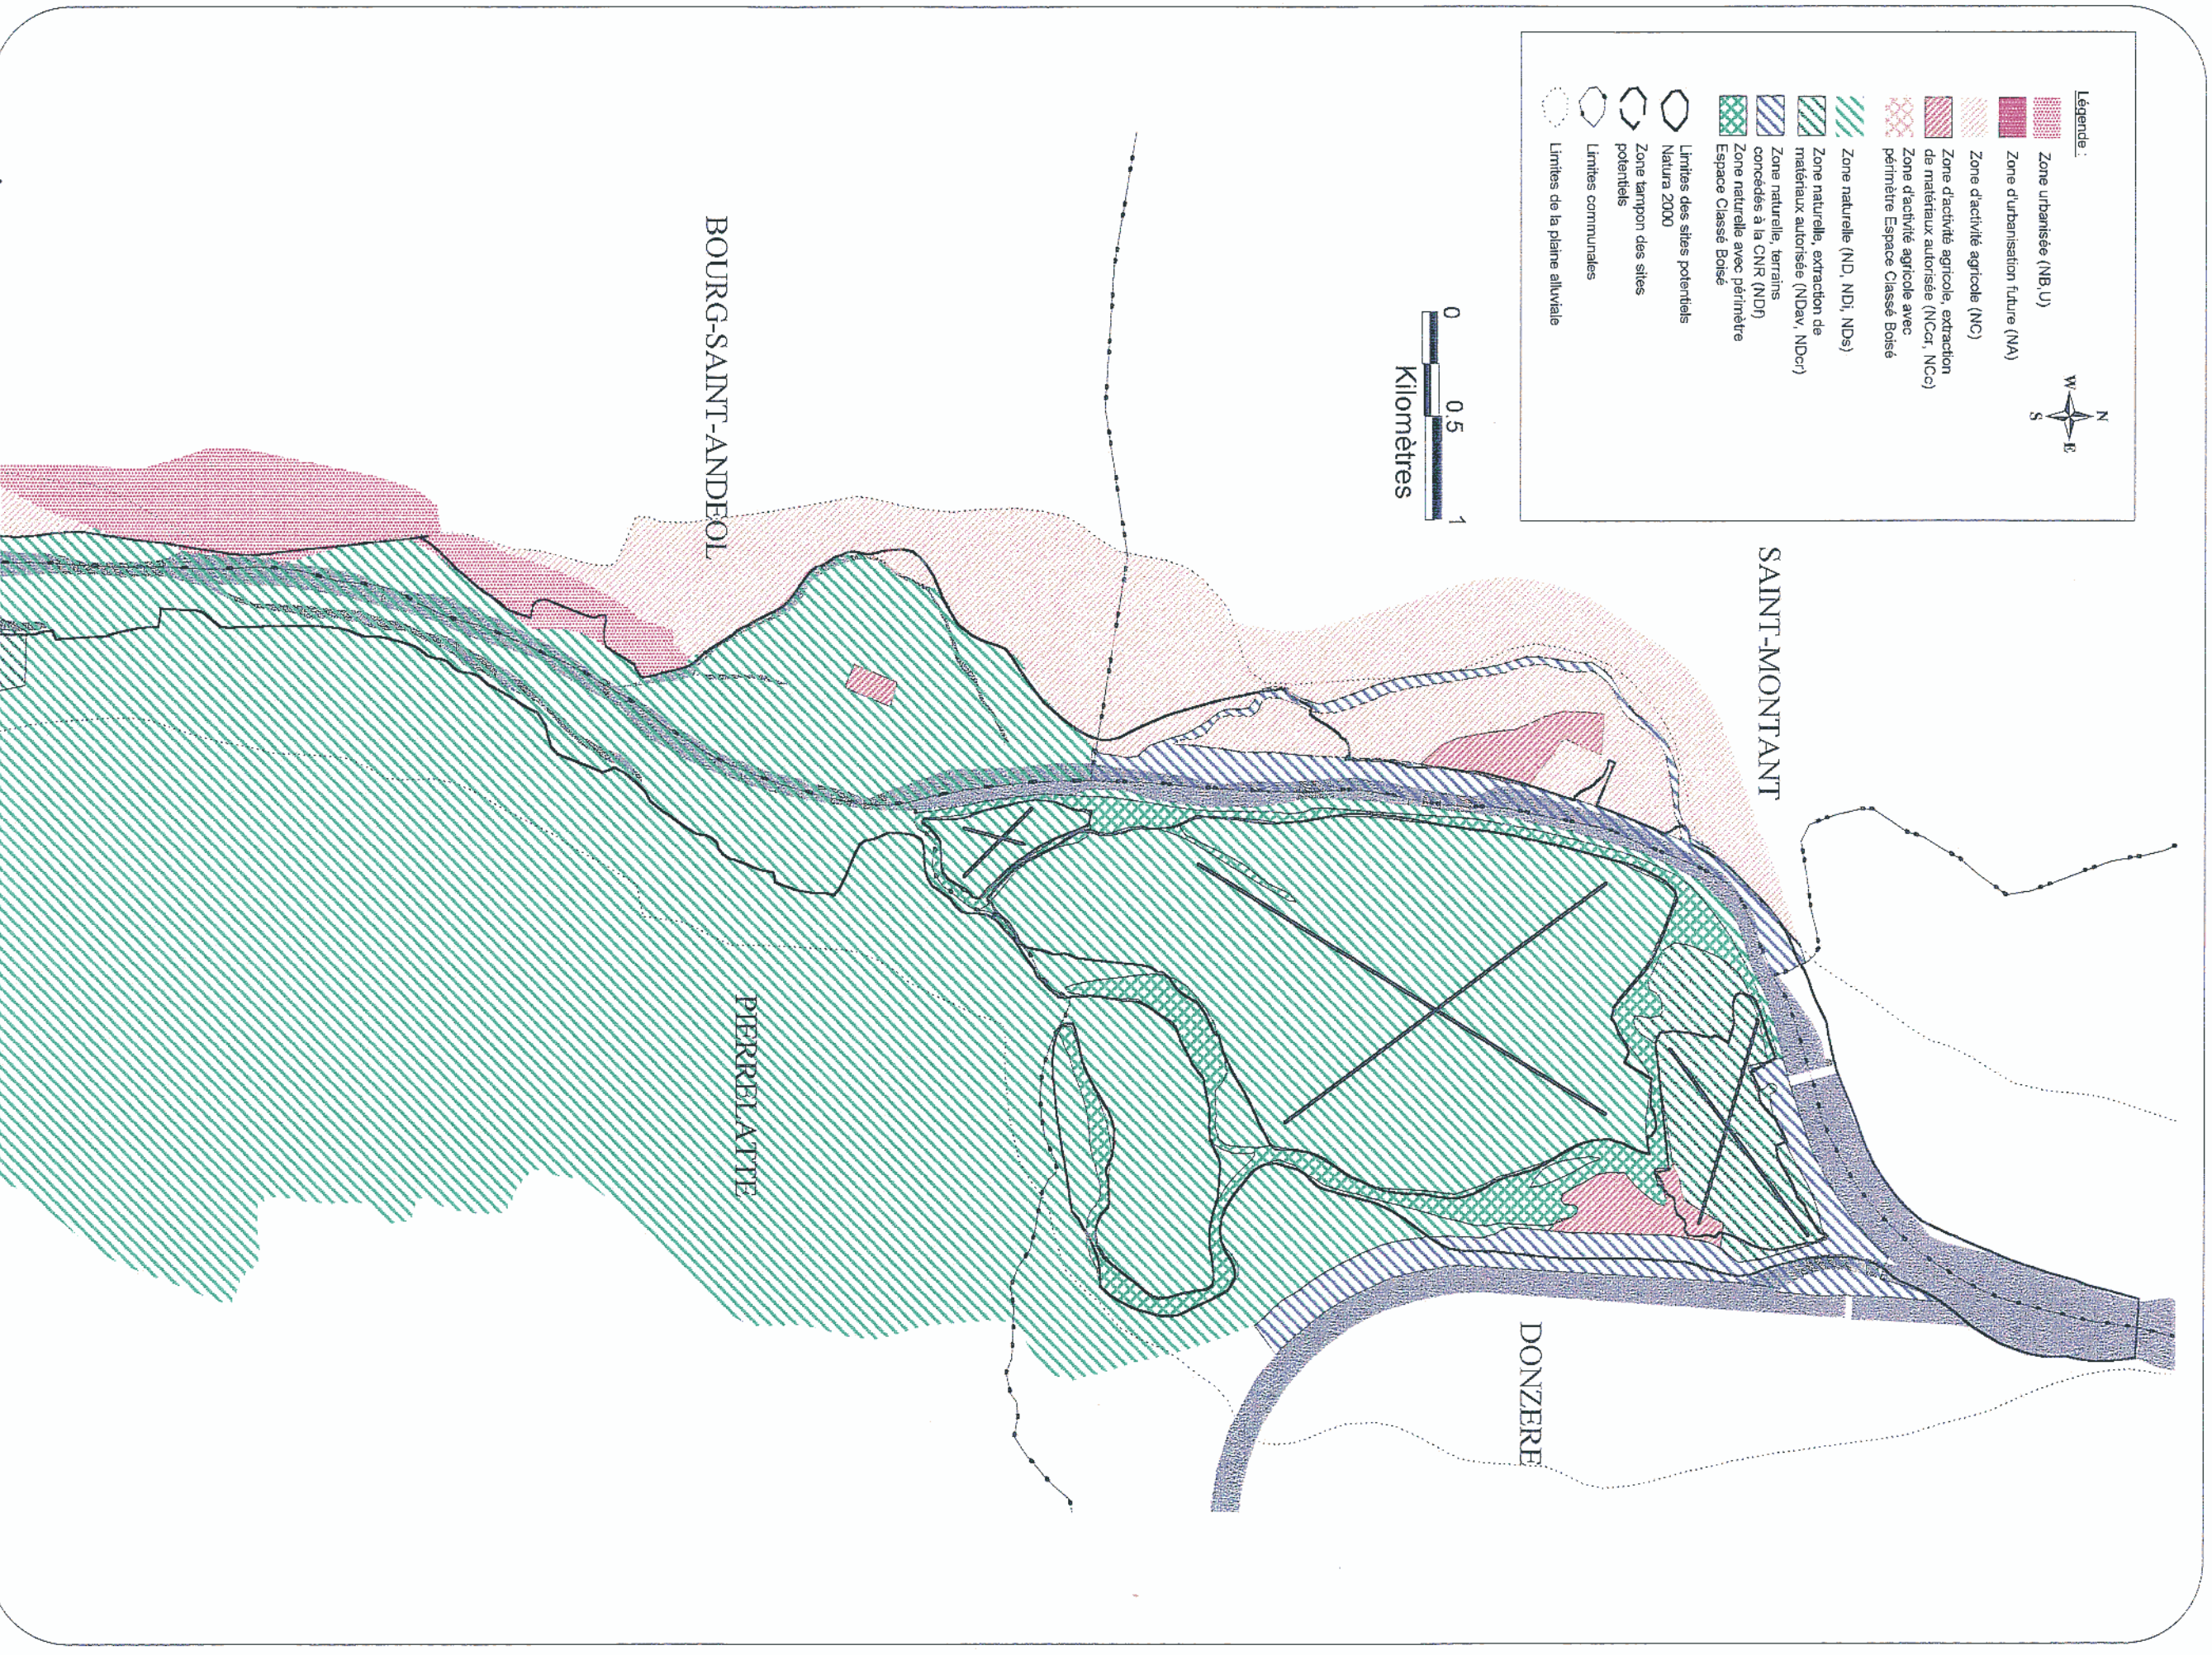 Légende :
Zone urbanisée (NB,U)
Zone d'urbanisation future (NA)
Zone d'activité agricole (NC)
Zone d'activité agricole, extraction
de matériaux autorisée (NCcr, NCc)
Zone d'activité agricole avec
périmètre Espace Classé Boisé
Zone naturelle (ND, NDi, NDs)
Zone naturelle, extraction de
matériaux autorisée (NDav, NDcr)
Zone naturelle, terrains
concédés à la CNR (NDf)
Zone naturelle avec périmètre
Espace Classé Boisé
Limites des sites potentiels
Natura 2000
Zone tampon des sites
potentiels
Limites communales
Limites de la plaine alluviale
N
W
E
S
0
0,5
1
Kilomètres
SAINT-MONTANT
DONZERE
BOURG-SAINT-ANDEOL
PIERRELATTE